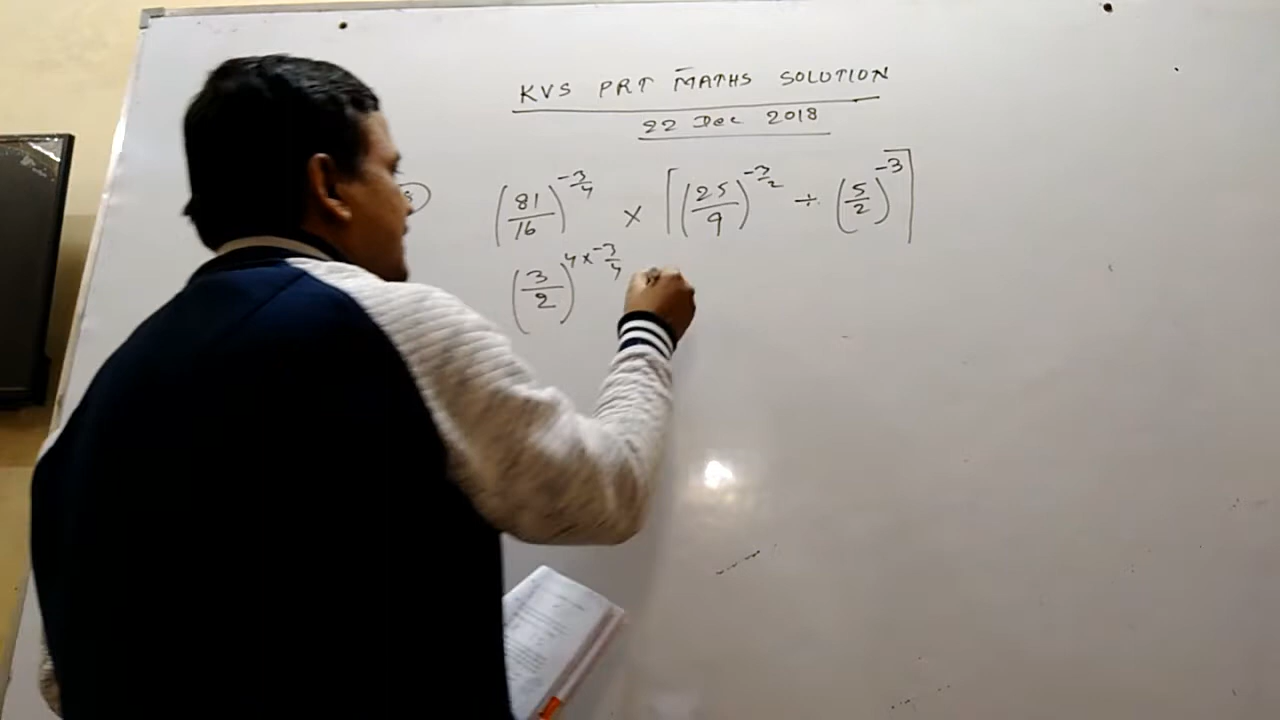 KVS PRT MATHS SOLUTION
22 Dec 2018
(81/16)^(-3/4) × [(25/9)^(-3/2) ÷ (5/2)^(-3)]
(3/2)^(4×-3/4)